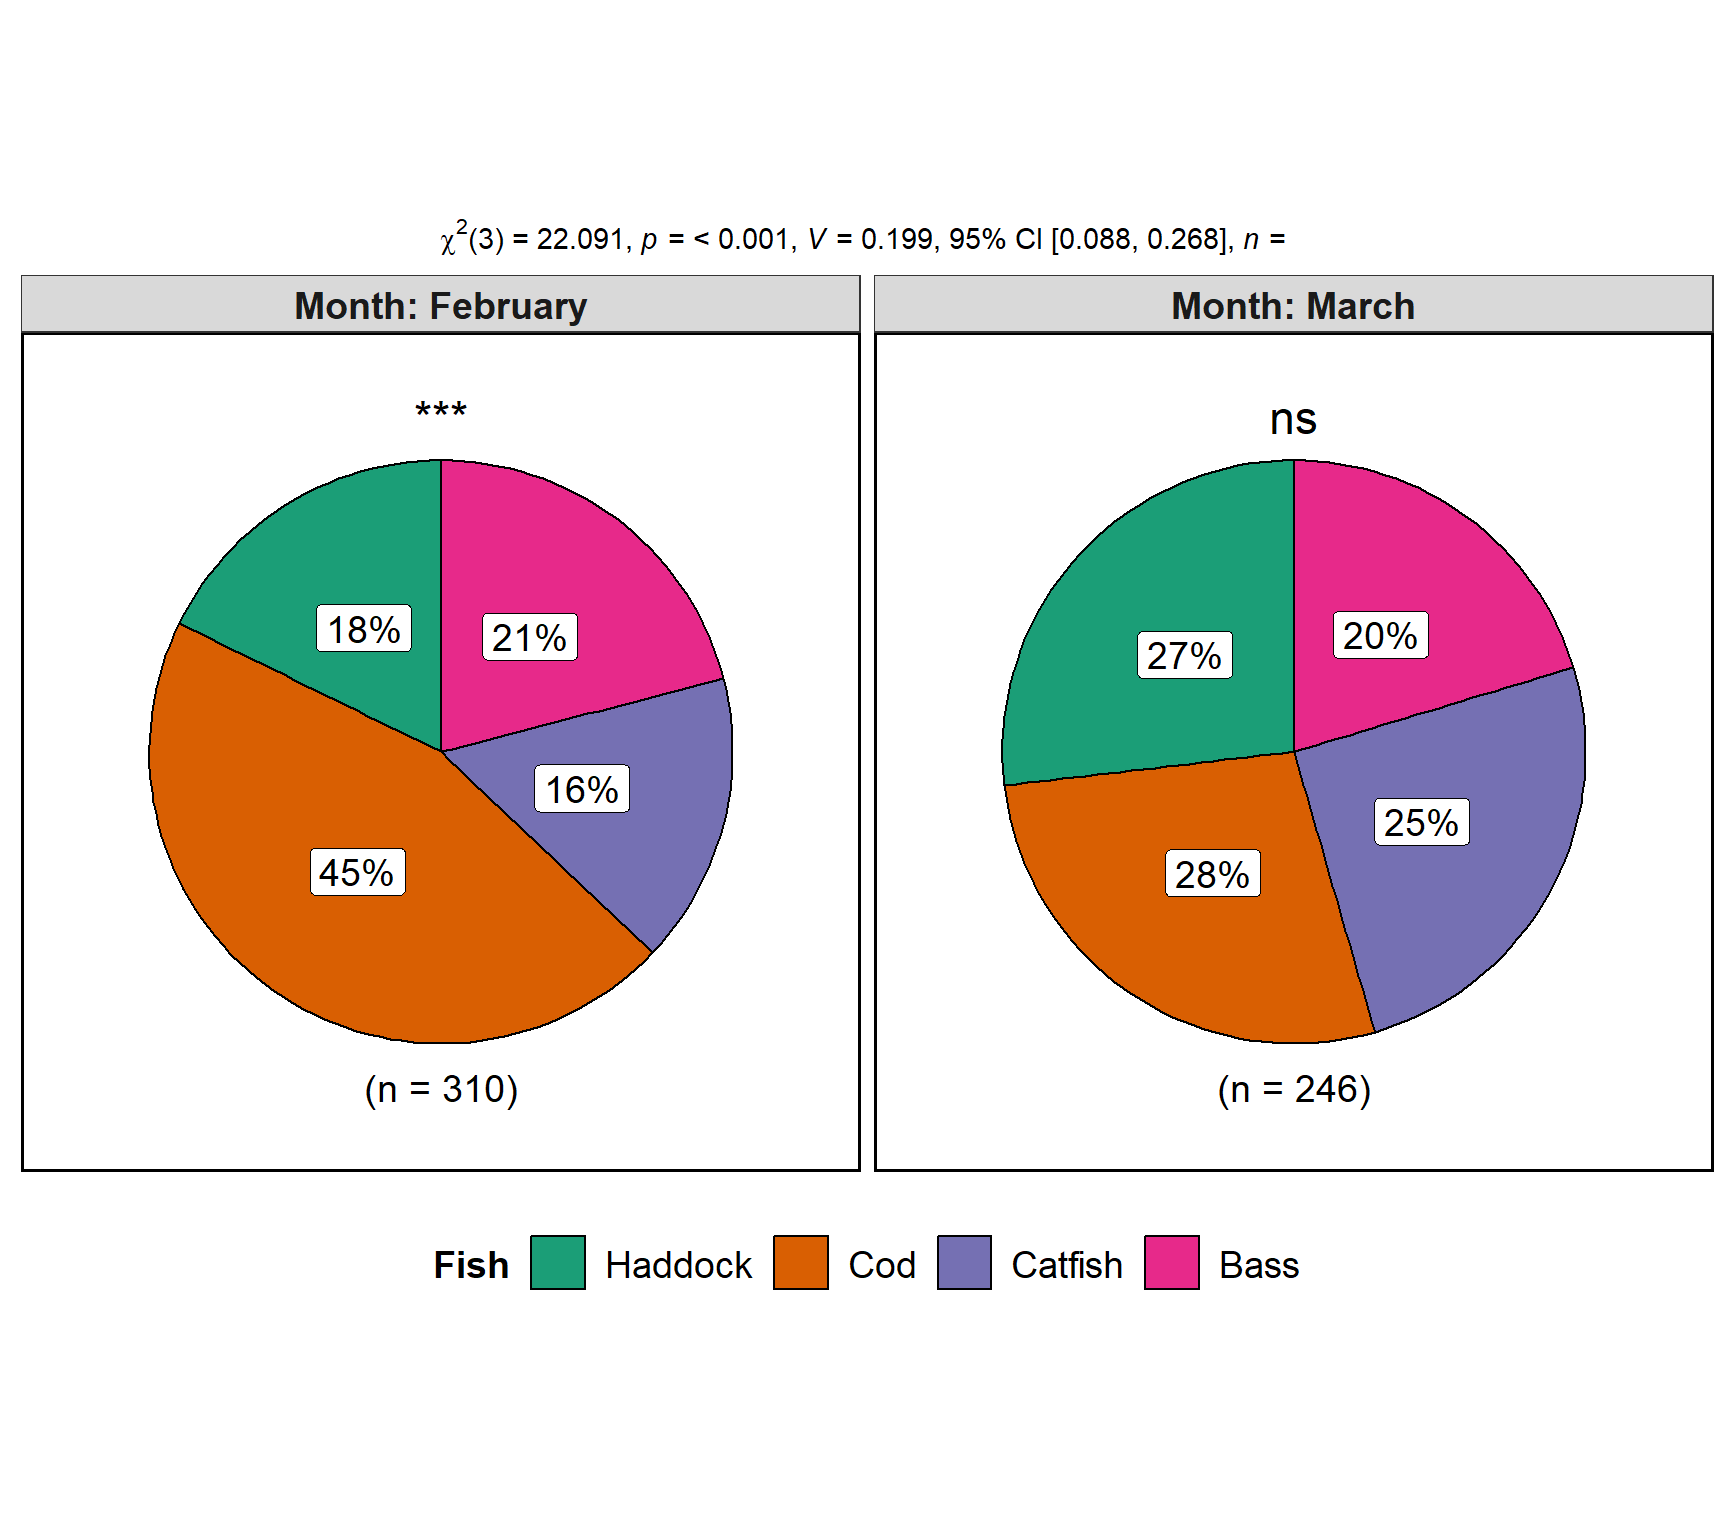 χ²(3) = 22.091, p = < 0.001, V = 0.199, 95% CI [0.088, 0.268], n =
Month: February
Month: March
***
ns
18%
21%
16%
45%
27%
20%
25%
28%
(n = 310)
(n = 246)
Fish Haddock Cod Catfish Bass